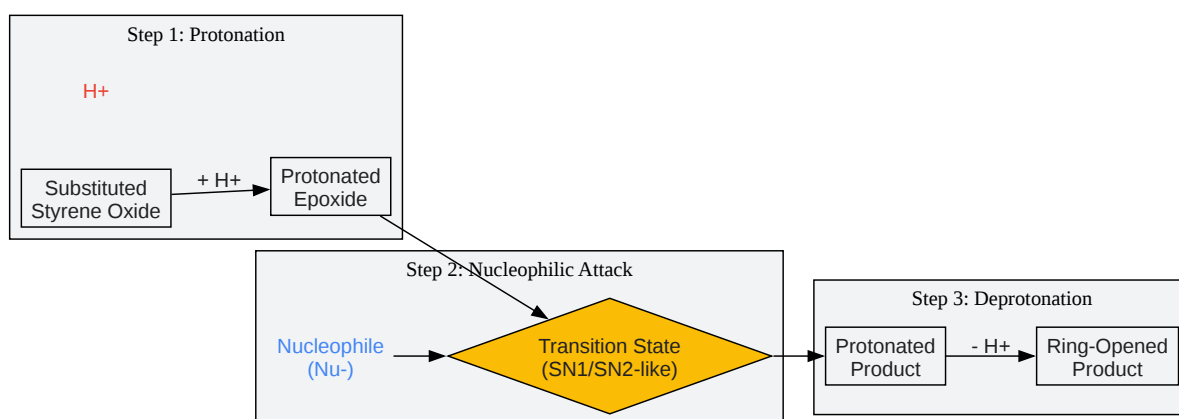 Step 1: Protonation
H+
Substituted
Styrene Oxide
+ H+
Protonated
Epoxide
Step 2: Nucleophilic Attack
Nucleophile
(Nu-)
Transition State
(SN1/SN2-like)
Step 3: Deprotonation
Protonated
Product
- H+
Ring-Opened
Product